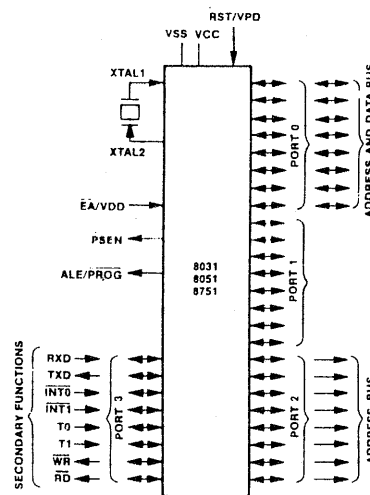 RST/VPD
VSS VCC
XTAL1
XTAL2
EA/VDD
PSEN
ALE/PROG
8031
8051
8751
PORT 0
ADDRESS AND DATA BUS
PORT 1
PORT 2
ADDRESS BUS
PORT 3
SECONDARY FUNCTIONS
RXD
TXD
INT0
INT1
T0
T1
WR
RD